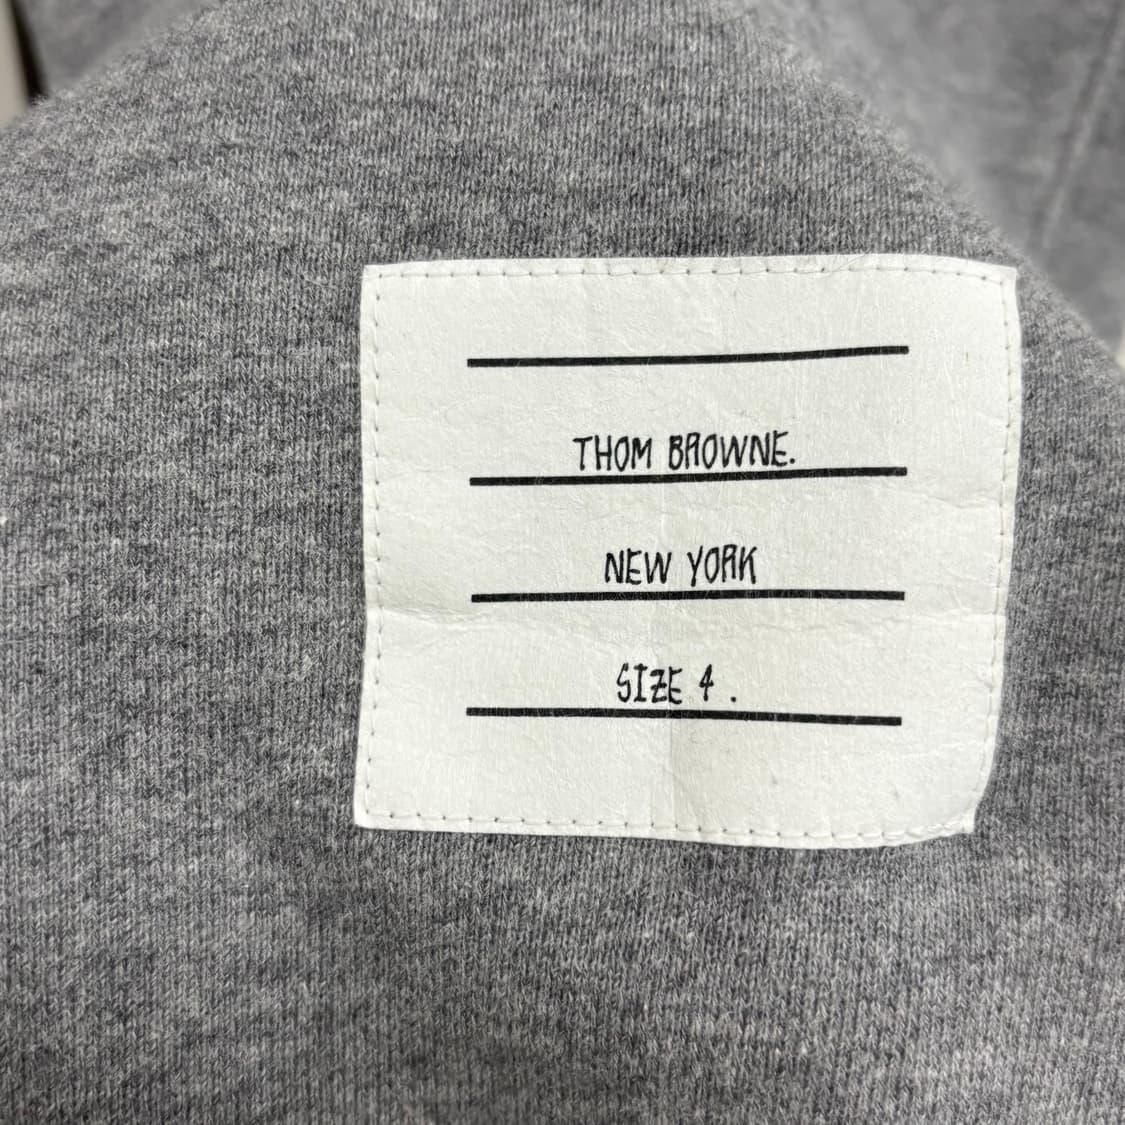 THOM BROWNE.
NEW YORK
SIZE 4 .